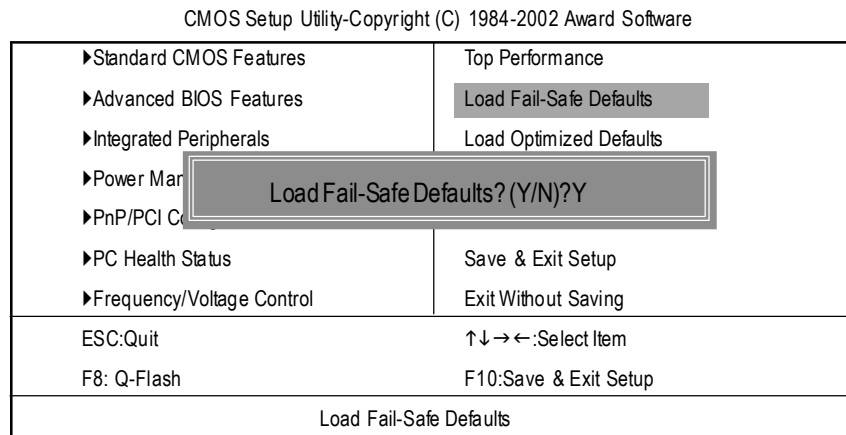 CMOS Setup Utility-Copyright (C) 1984-2002 Award Software
▶Standard CMOS Features
Top Performance
▶Advanced BIOS Features
Load Fail-Safe Defaults
▶Integrated Peripherals
Load Optimized Defaults
▶Power
Load Fail-Safe Defaults? (Y/N)?Y
▶PnP/PCI
▶PC Health Status
Save & Exit Setup
▶Frequency/Voltage Control
Exit Without Saving
ESC:Quit
↑↓→←:Select Item
F8: Q-Flash
F10:Save & Exit Setup
Load Fail-Safe Defaults